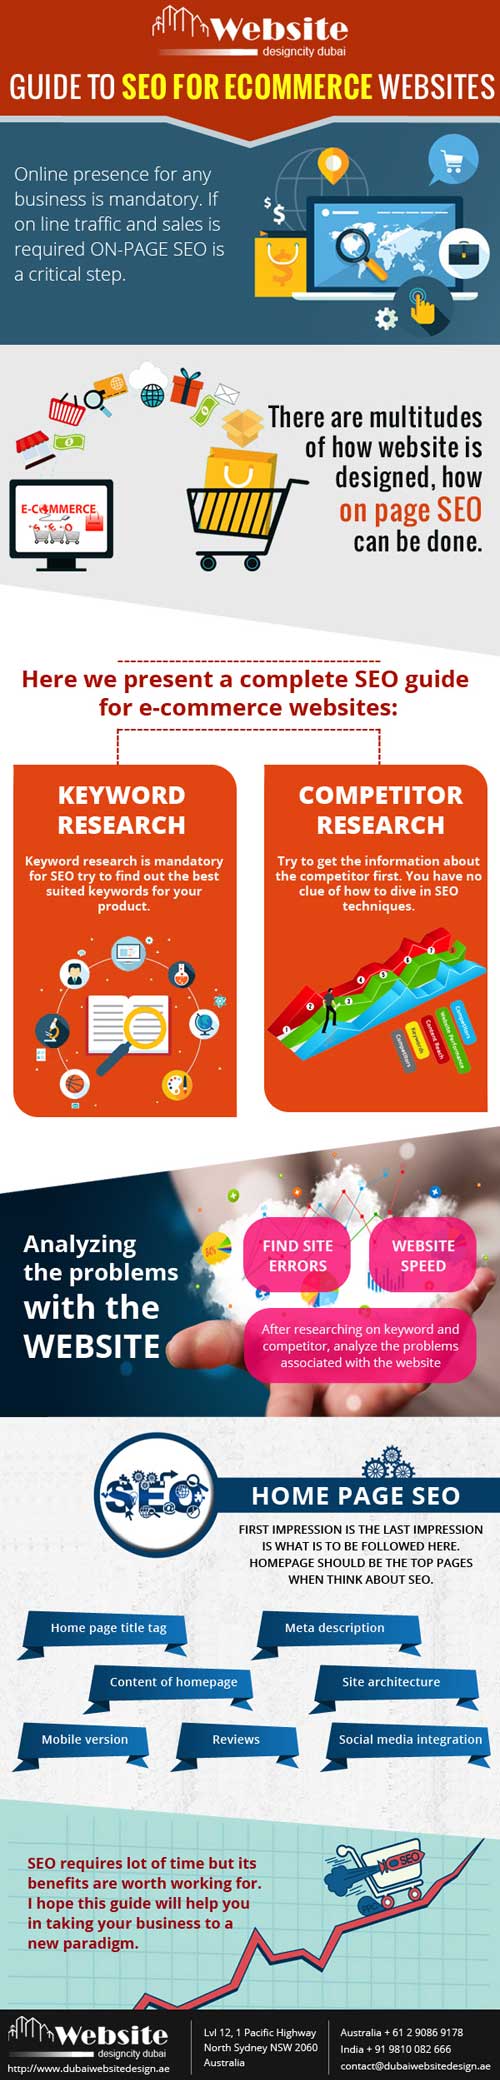 Website
designcity dubai
GUIDE TO SEO FOR ECOMMERCE WEBSITES
Online presence for any
business is mandatory. If
on line traffic and sales is
required ON-PAGE SEO is
a critical step.
There are multitudes
of how website is
designed, how
on page SEO
can be done.
E-COMMERCE
S E O
Here we present a complete SEO guide
for e-commerce websites:
KEYWORD
RESEARCH
Keyword research is mandatory
for SEO try to find out the best
suited keywords for your
product.
COMPETITOR
RESEARCH
Try to get the information about
the competitor first. You have no
clue of how to dive in SEO
techniques.
1
2
3
4
5
6
7
Competitors
Keywords
Content Reach
Website Performance
Competitors
Analyzing
the problems
with the
WEBSITE
FIND SITE
ERRORS
WEBSITE
SPEED
After researching on keyword and
competitor, analyze the problems
associated with the website
SEO
HOME PAGE SEO
FIRST IMPRESSION IS THE LAST IMPRESSION
IS WHAT IS TO BE FOLLOWED HERE.
HOMEPAGE SHOULD BE THE TOP PAGES
WHEN THINK ABOUT SEO.
Home page title tag
Meta description
Content of homepage
Site architecture
Mobile version
Reviews
Social media integration
SEO requires lot of time but its
benefits are worth working for.
I hope this guide will help you
in taking your business to a
new paradigm.
SEO
PPC
Website
designcity dubai
http://www.dubaiwebsitedesign.ae
Lvl 12, 1 Pacific Highway
North Sydney NSW 2060
Australia
Australia + 61 2 9086 9178
India + 91 9810 082 666
contact@dubaiwebsitedesign.ae